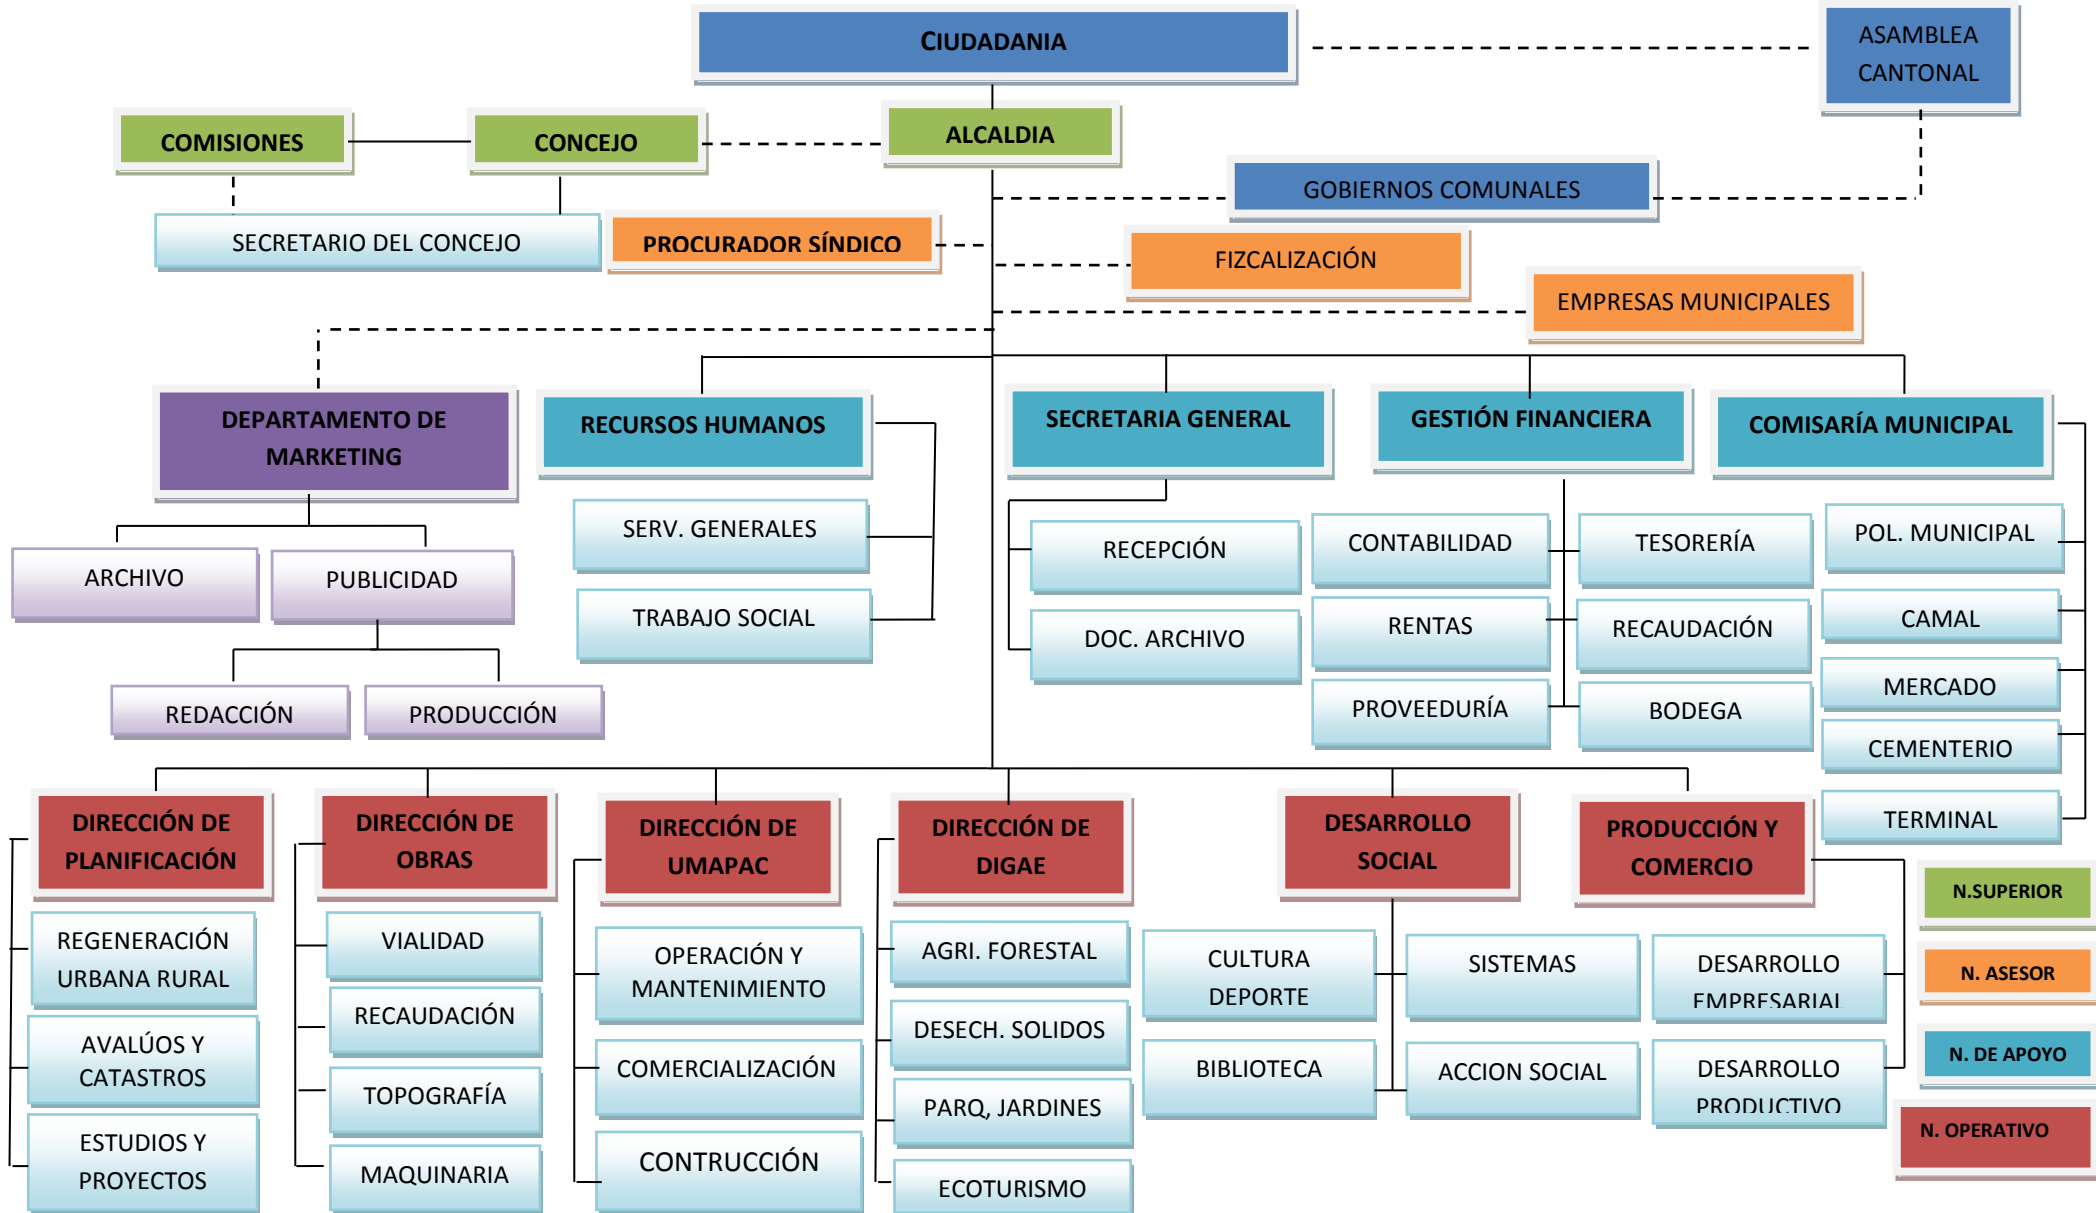 CIUDADANIA
ASAMBLEA
CANTONAL
COMISIONES
CONCEJO
ALCALDIA
GOBIERNOS COMUNALES
SECRETARIO DEL CONCEJO
PROCURADOR SÍNDICO
FIZCALIZACIÓN
EMPRESAS MUNICIPALES
DEPARTAMENTO DE
MARKETING
RECURSOS HUMANOS
SECRETARIA GENERAL
GESTIÓN FINANCIERA
COMISARÍA MUNICIPAL
ARCHIVO
PUBLICIDAD
REDACCIÓN
PRODUCCIÓN
SERV. GENERALES
TRABAJO SOCIAL
RECEPCIÓN
DOC. ARCHIVO
CONTABILIDAD
TESORERÍA
RENTAS
RECAUDACIÓN
PROVEEDURÍA
BODEGA
POL. MUNICIPAL
CAMAL
MERCADO
CEMENTERIO
TERMINAL
DIRECCIÓN DE
PLANIFICACIÓN
DIRECCIÓN DE
OBRAS
DIRECCIÓN DE
UMAPAC
DIRECCIÓN DE
DIGAE
DESARROLLO
SOCIAL
PRODUCCIÓN Y
COMERCIO
REGENERACIÓN
URBANA RURAL
AVALÚOS Y
CATASTROS
ESTUDIOS Y
PROYECTOS
VIALIDAD
RECAUDACIÓN
TOPOGRAFÍA
MAQUINARIA
OPERACIÓN Y
MANTENIMIENTO
COMERCIALIZACIÓN
CONTRUCCIÓN
AGRI. FORESTAL
DESECH. SOLIDOS
PARQ, JARDINES
ECOTURISMO
CULTURA
DEPORTE
SISTEMAS
BIBLIOTECA
ACCION SOCIAL
DESARROLLO
EMPRESARIAL
DESARROLLO
PRODUCTIVO
N.SUPERIOR
N. ASESOR
N. DE APOYO
N. OPERATIVO